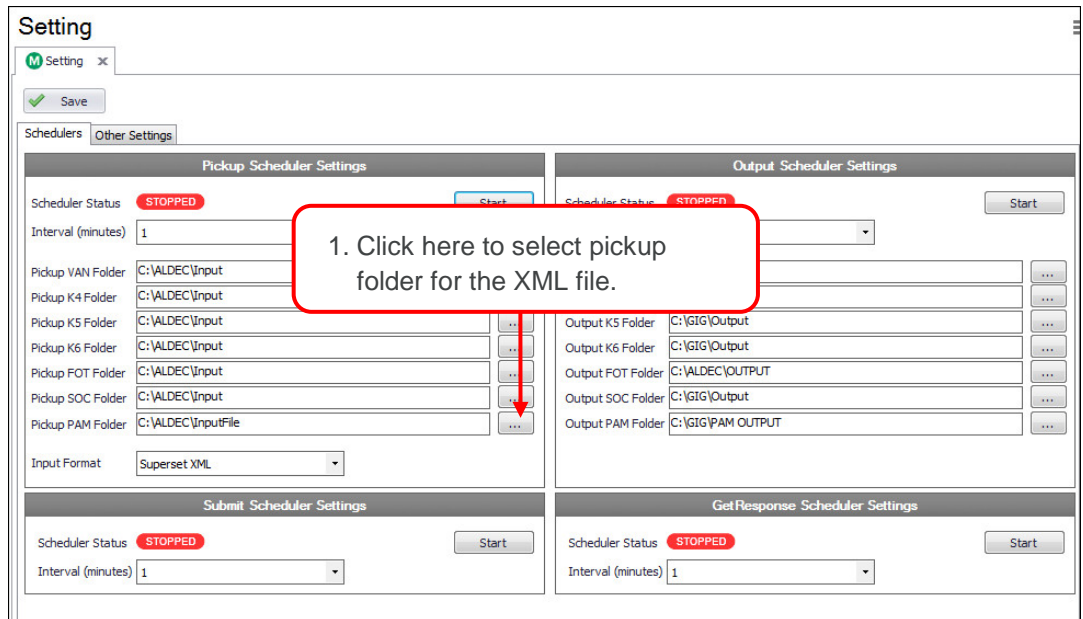 Setting
M Setting x
Save
Schedulers Other Settings
Pickup Scheduler Settings
Scheduler Status STOPPED Start
Interval (minutes) 1
Pickup VAN Folder C:\ALDEC\Input
Pickup K4 Folder C:\ALDEC\Input
Pickup K5 Folder C:\ALDEC\Input ...
Pickup K6 Folder C:\ALDEC\Input ...
Pickup FOT Folder C:\ALDEC\Input ...
Pickup SOC Folder C:\ALDEC\Input ...
Pickup PAM Folder C:\ALDEC\InputFile ...
Input Format Superset XML
1. Click here to select pickup
folder for the XML file.
Output Scheduler Settings
Scheduler Status STOPPED Start
...
...
Output K5 Folder C:\GIG\Output ...
Output K6 Folder C:\GIG\Output ...
Output FOT Folder C:\ALDEC\OUTPUT ...
Output SOC Folder C:\GIG\Output ...
Output PAM Folder C:\GIG\PAM OUTPUT ...
Submit Scheduler Settings
Scheduler Status STOPPED Start
Interval (minutes) 1
GetResponse Scheduler Settings
Scheduler Status STOPPED Start
Interval (minutes) 1